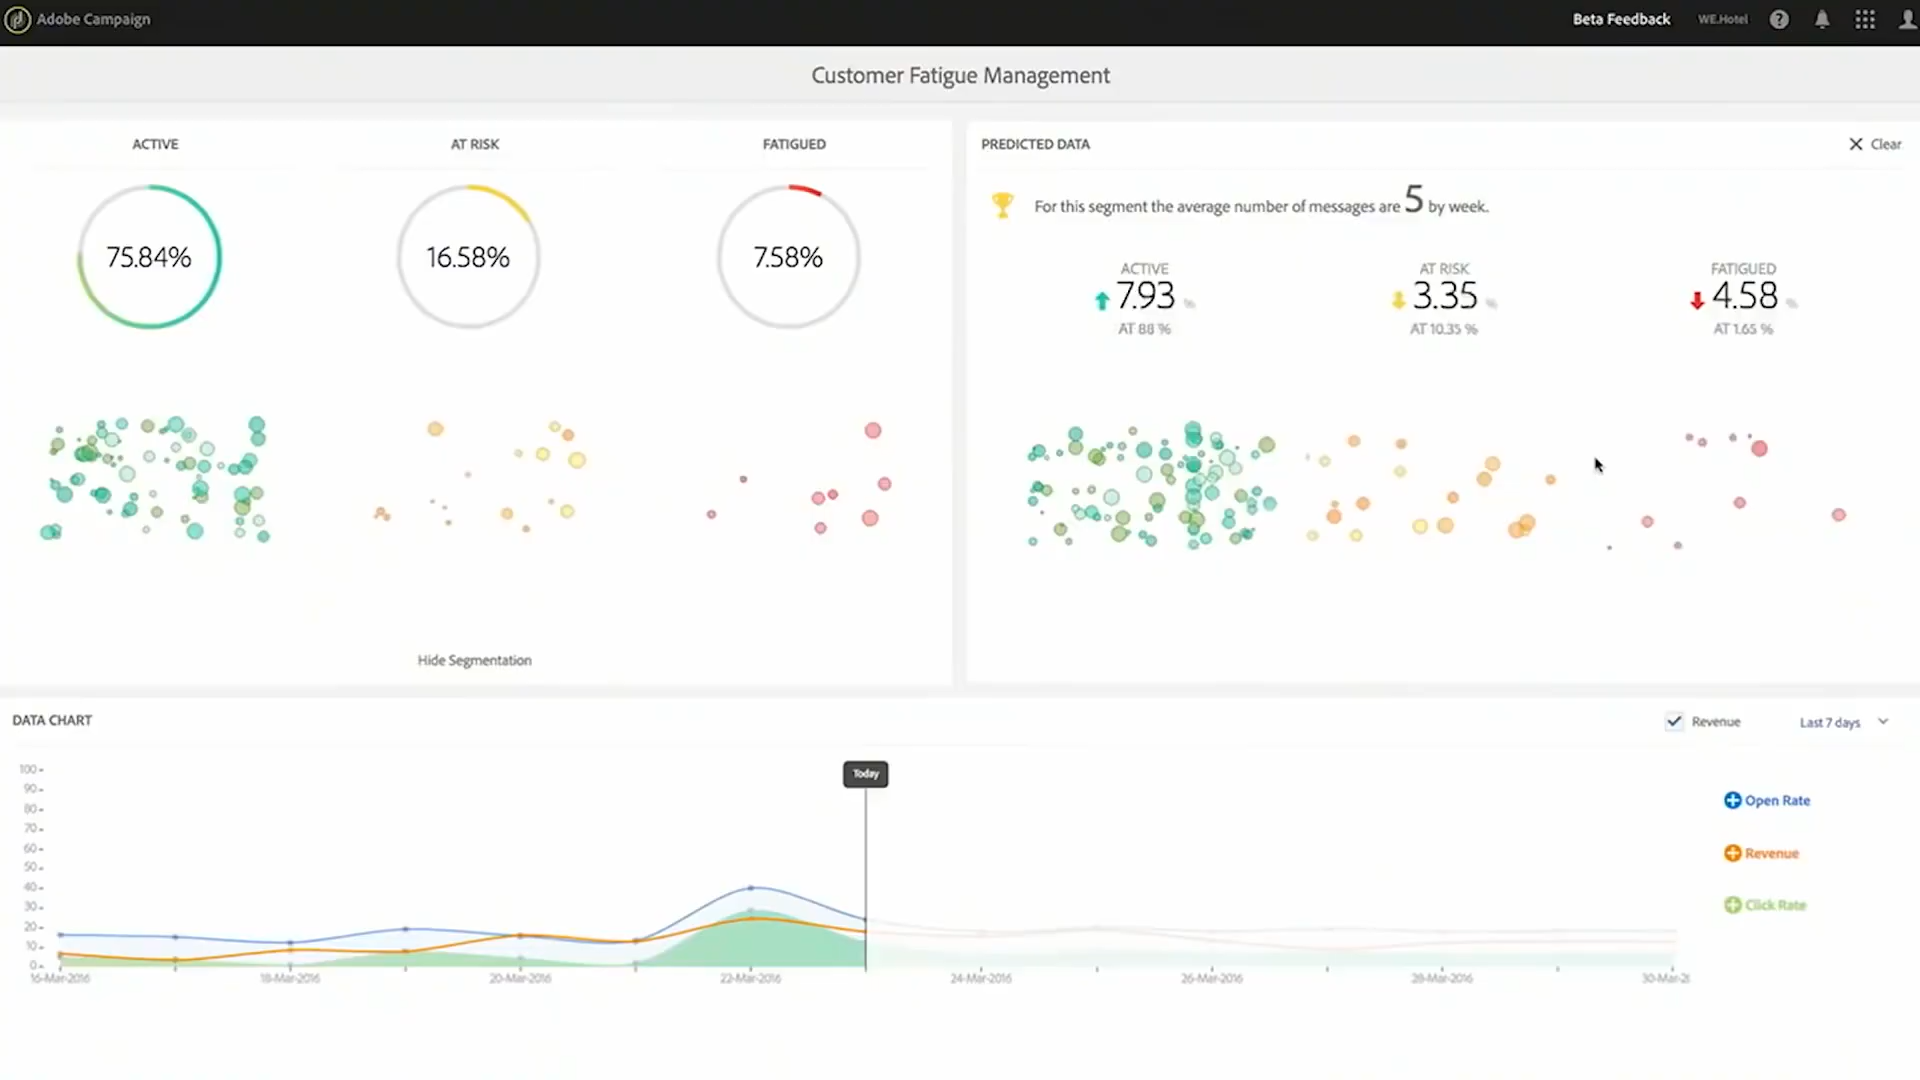 Adobe Campaign
Beta Feedback
WE.Hotel
Customer Fatigue Management
ACTIVE
AT RISK
FATIGUED
75.84%
16.58%
7.58%
Hide Segmentation
PREDICTED DATA
Clear
For this segment the average number of messages are 5 by week.
ACTIVE
7.93 %
AT 88 %
AT RISK
3.35 %
AT 10.35 %
FATIGUED
4.58 %
AT 1.65 %
DATA CHART
Revenue
Last 7 days
100
90
80
70
60
50
40
30
20
10
0
Today
16-Mar-2016
18-Mar-2016
20-Mar-2016
22-Mar-2016
24-Mar-2016
26-Mar-2016
28-Mar-2016
30-Mar-2
Open Rate
Revenue
Click Rate